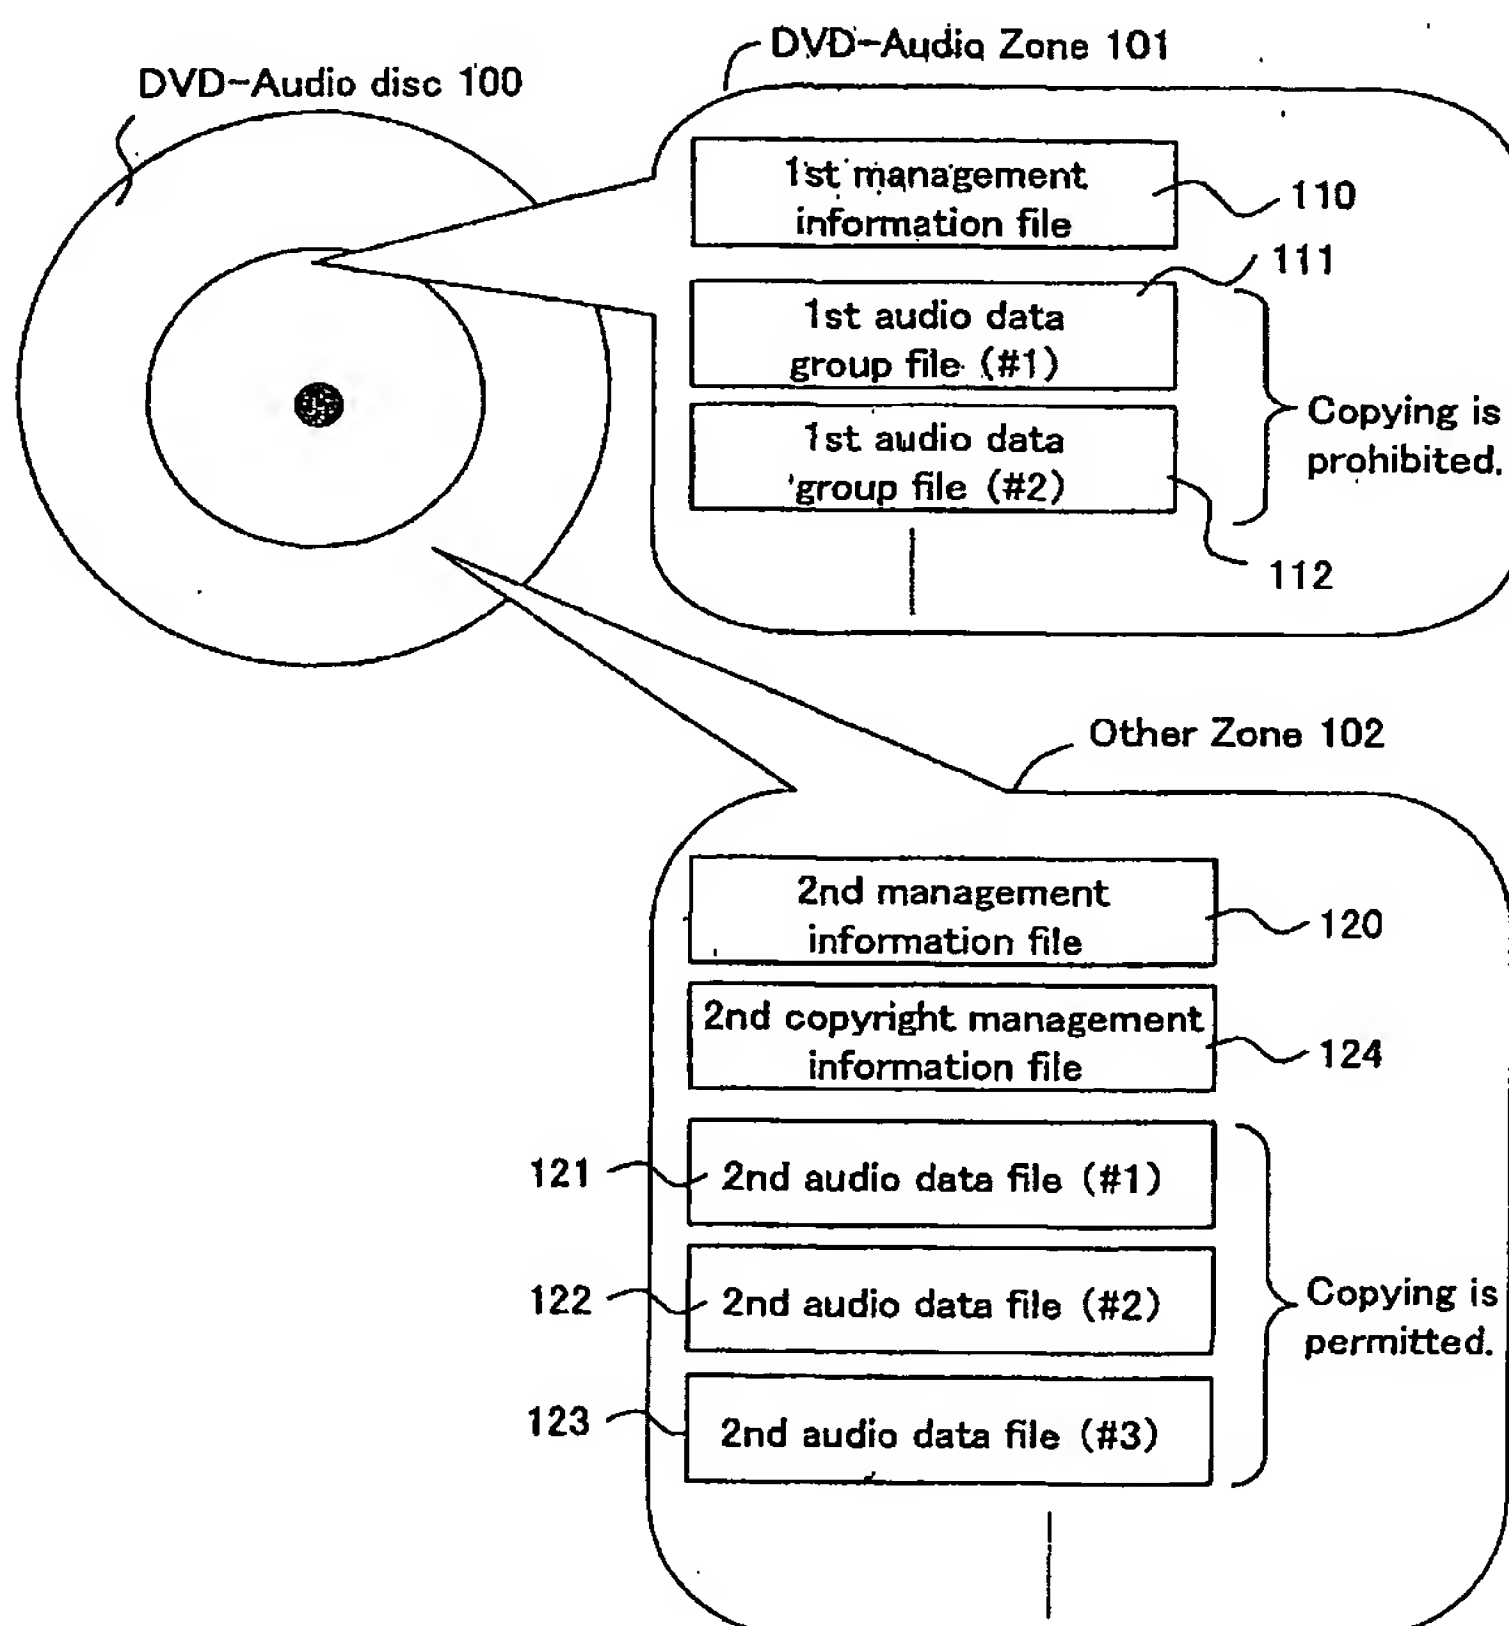 DVD-Audio Zone 101
DVD-Audio disc 100
1st management
information file
110
111
1st audio data
group file (#1)
1st audio data
group file (#2)
Copying is
prohibited.
112
Other Zone 102
2nd management
information file
120
2nd copyright management
information file
124
121
2nd audio data file (#1)
122
2nd audio data file (#2)
Copying is
permitted.
123
2nd audio data file (#3)